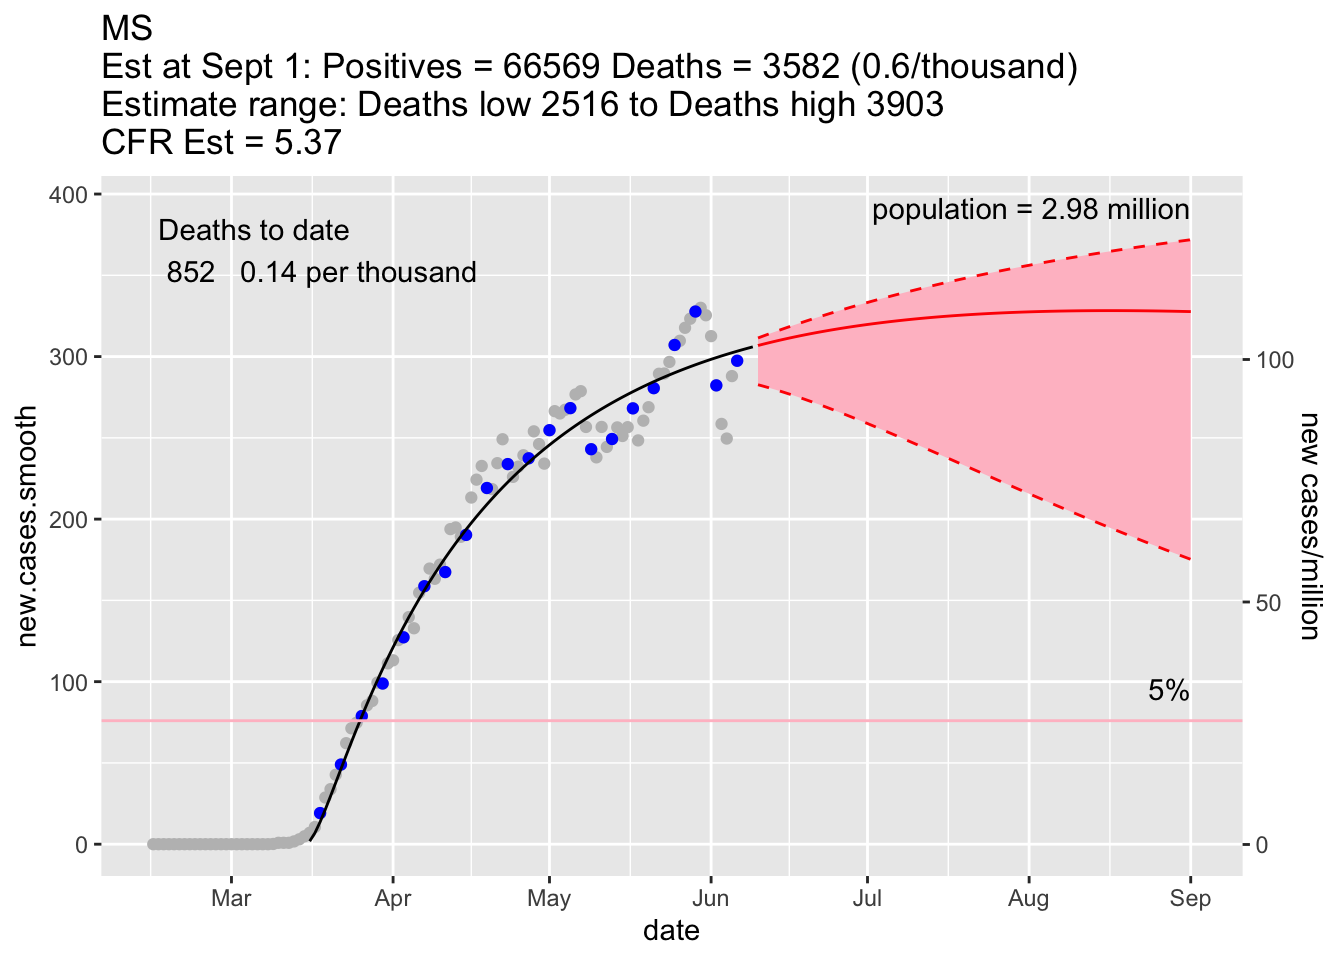 MS
Est at Sept 1: Positives = 66569 Deaths = 3582 (0.6/thousand)
Estimate range: Deaths low 2516 to Deaths high 3903
CFR Est = 5.37
400
300
200
100
0
new.cases.smooth
Deaths to date
852 0.14 per thousand
population = 2.98 million
5%
100
50
0
new cases/million
Mar Apr May Jun Jul Aug Sep
date